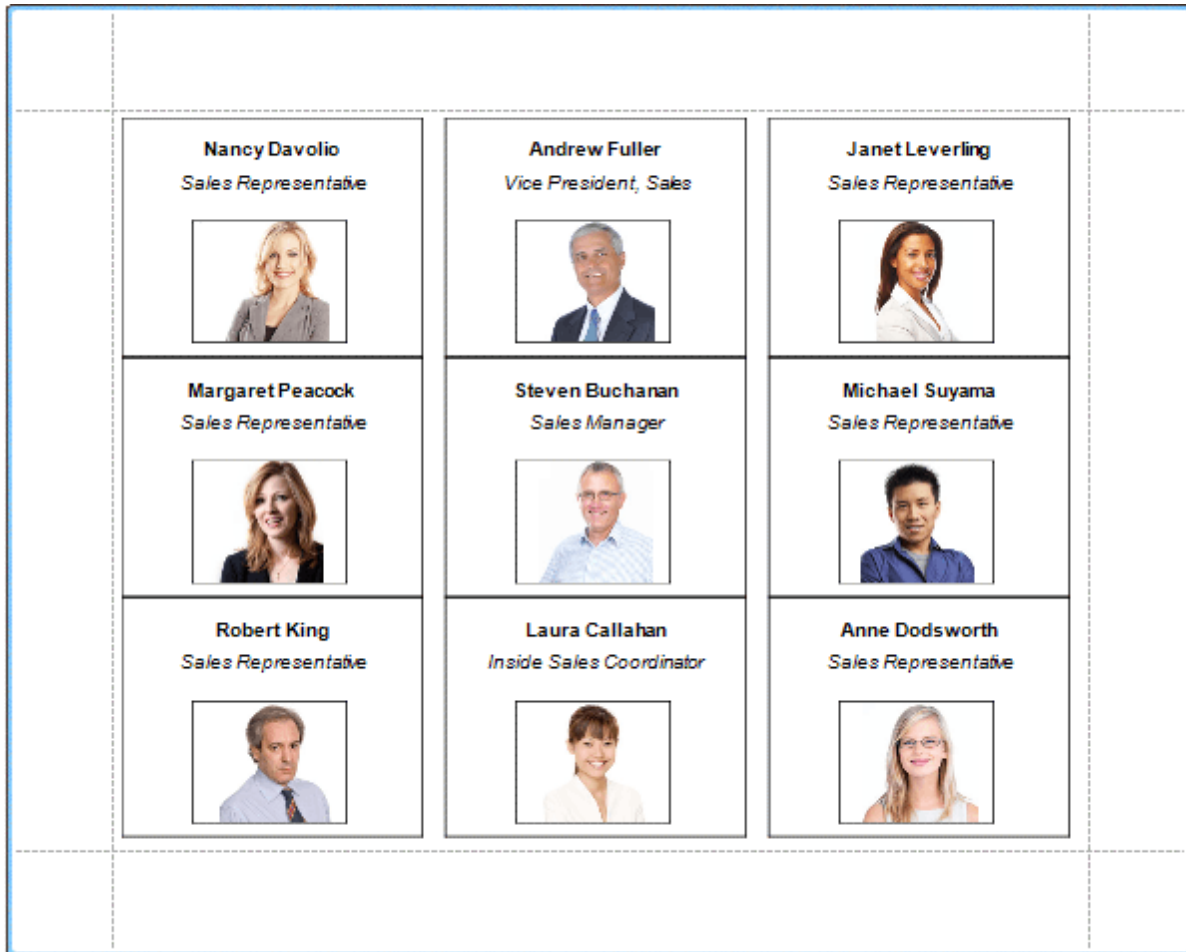 Nancy Davolio
Sales Representative
Andrew Fuller
Vice President, Sales
Janet Leverling
Sales Representative
Margaret Peacock
Sales Representative
Steven Buchanan
Sales Manager
Michael Suyama
Sales Representative
Robert King
Sales Representative
Laura Callahan
Inside Sales Coordinator
Anne Dodsworth
Sales Representative